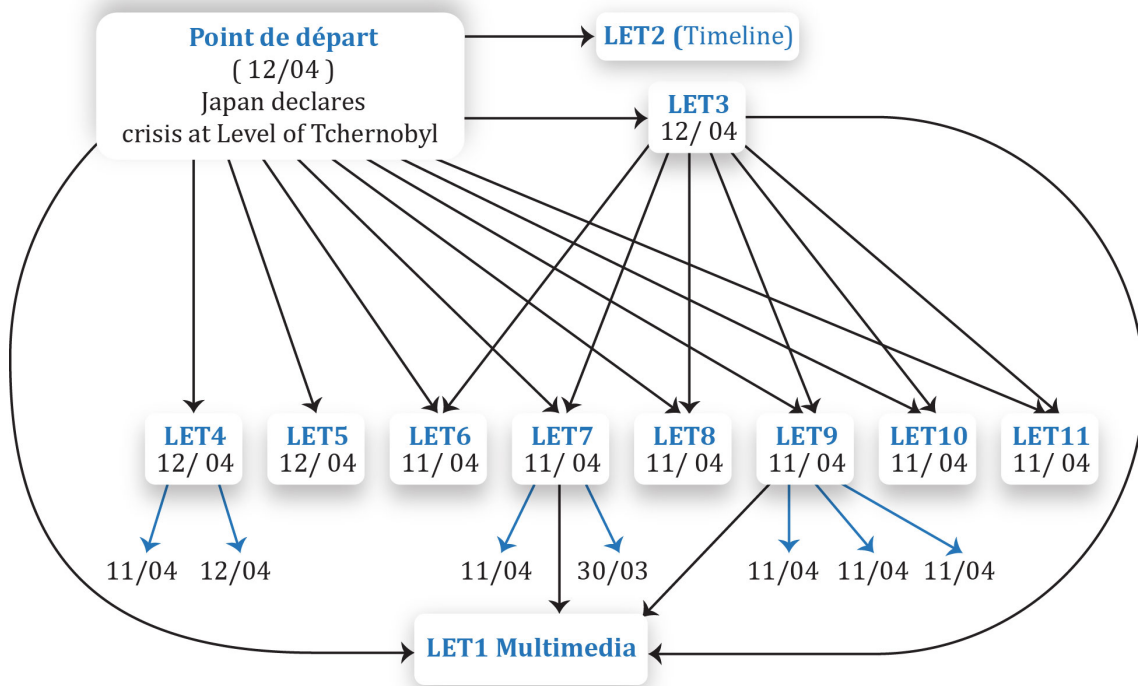 Point de départ
( 12/04 )
Japan declares
crisis at Level of Tchernobyl
LET2 (Timeline)
LET3
12/ 04
LET4
12/ 04
LET5
12/ 04
LET6
11/ 04
LET7
11/ 04
LET8
11/ 04
LET9
11/ 04
LET10
11/ 04
LET11
11/ 04
11/04
12/04
11/04
30/03
11/04
11/04
11/04
LET1 Multimedia